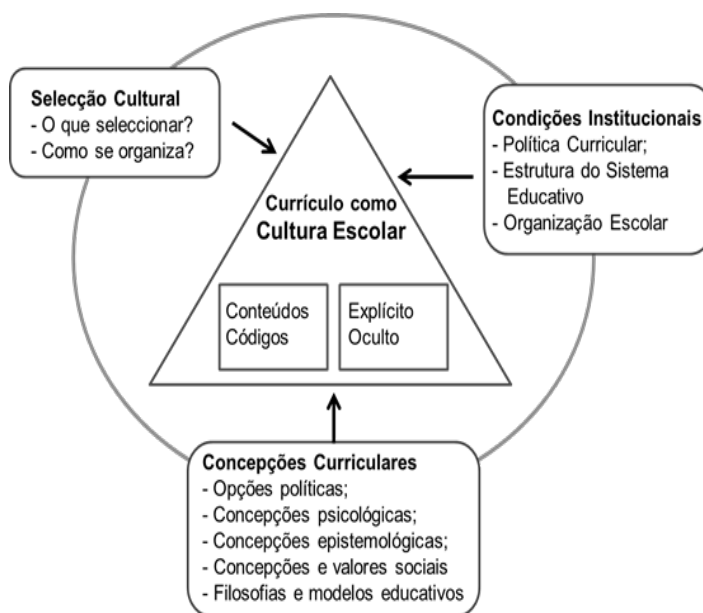 Selecção Cultural
- O que seleccionar?
- Como se organiza?
Condições Institucionais
- Política Curricular;
- Estrutura do Sistema
Educativo
- Organização Escolar
Currículo como
Cultura Escolar
Conteúdos
Códigos
Explícito
Oculto
Concepções Curriculares
- Opções políticas;
- Concepções psicológicas;
- Concepções epistemológicas;
- Concepções e valores sociais
- Filosofias e modelos educativos